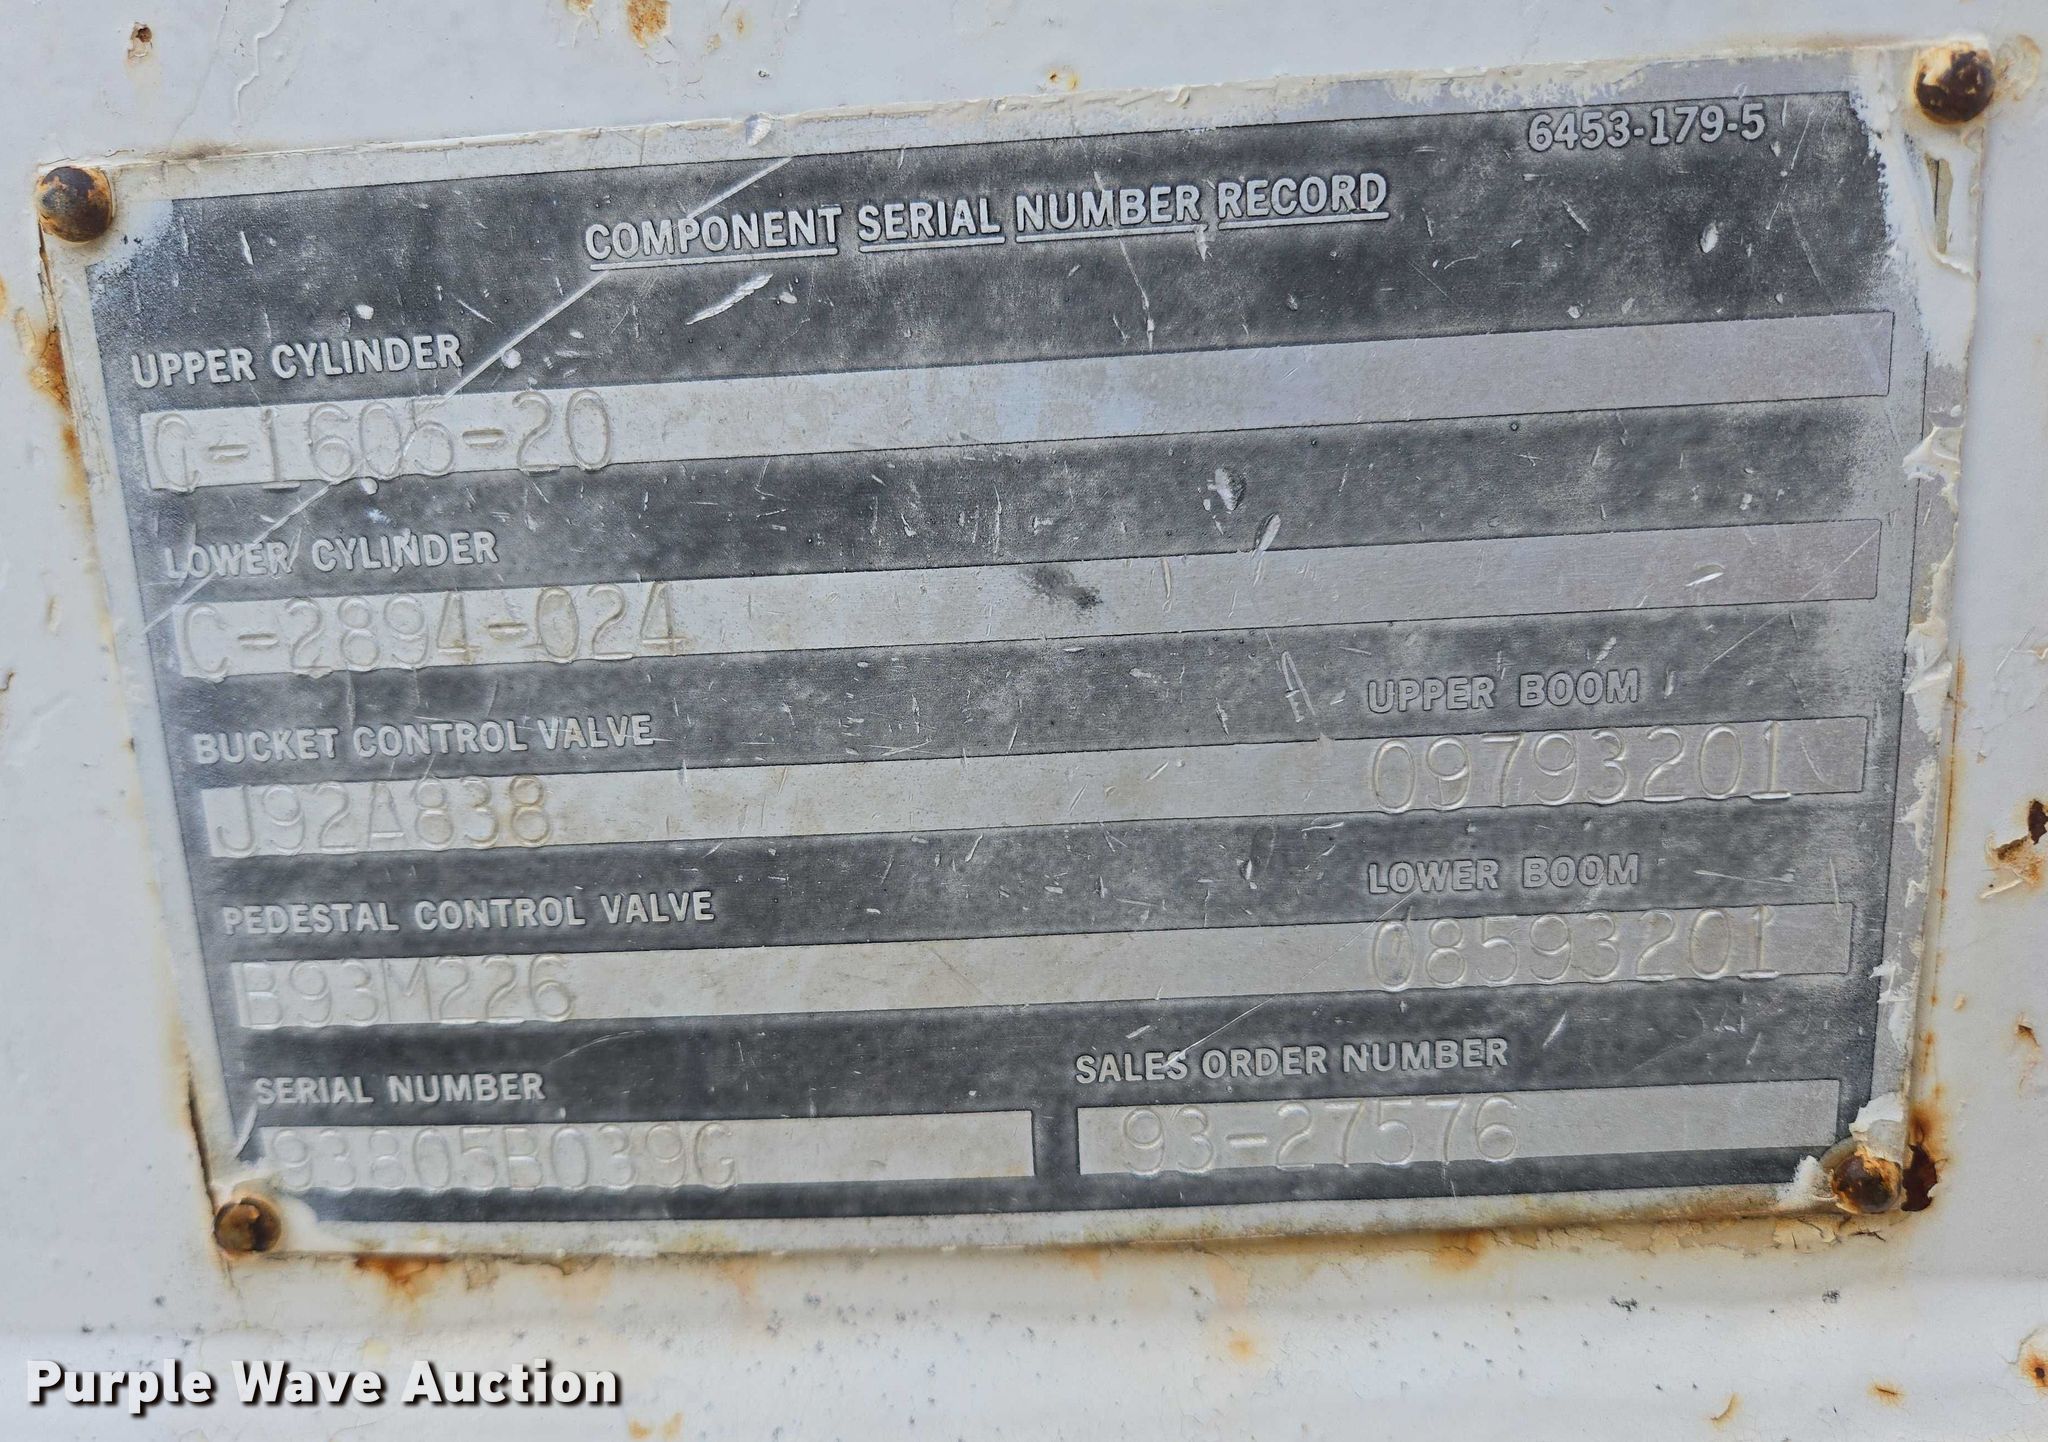 6453-179-5
COMPONENT SERIAL NUMBER RECORD
UPPER CYLINDER
C-1605-20
LOWER CYLINDER
C-2894-024
BUCKET CONTROL VALVE
UPPER BOOM
J92A838
09793201
PEDESTAL CONTROL VALVE
LOWER BOOM
B93M226
08593201
SERIAL NUMBER
SALES ORDER NUMBER
93805B039G
93-27576
Purple Wave Auction